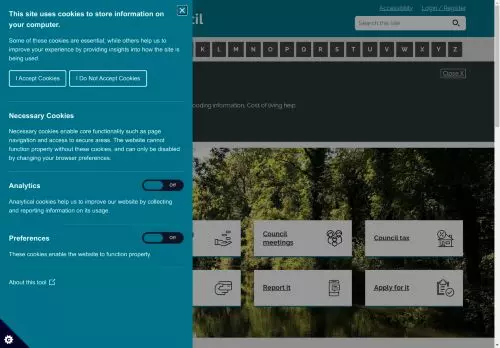 This site uses cookies to store information on
your computer.
Some of these cookies are essential, while others help us to
improve your experience by providing insights into how the site is
being used.
I Accept Cookies
I Do Not Accept Cookies
Necessary Cookies
Necessary cookies enable core functionality such as page
navigation and access to secure areas. The website cannot
function properly without these cookies, and can only be disabled
by changing your browser preferences.
Analytics
Off
Analytical cookies help us to improve our website by collecting
and reporting information on its usage.
Preferences
Off
These cookies enable the website to function properly.
About this tool
Accessibility
Login / Register
cil
Search this site
K L M N O P Q R S T U V W X Y Z
Close X
oding information, Cost of living help
Council
meetings
Council tax
Report it
Apply for it